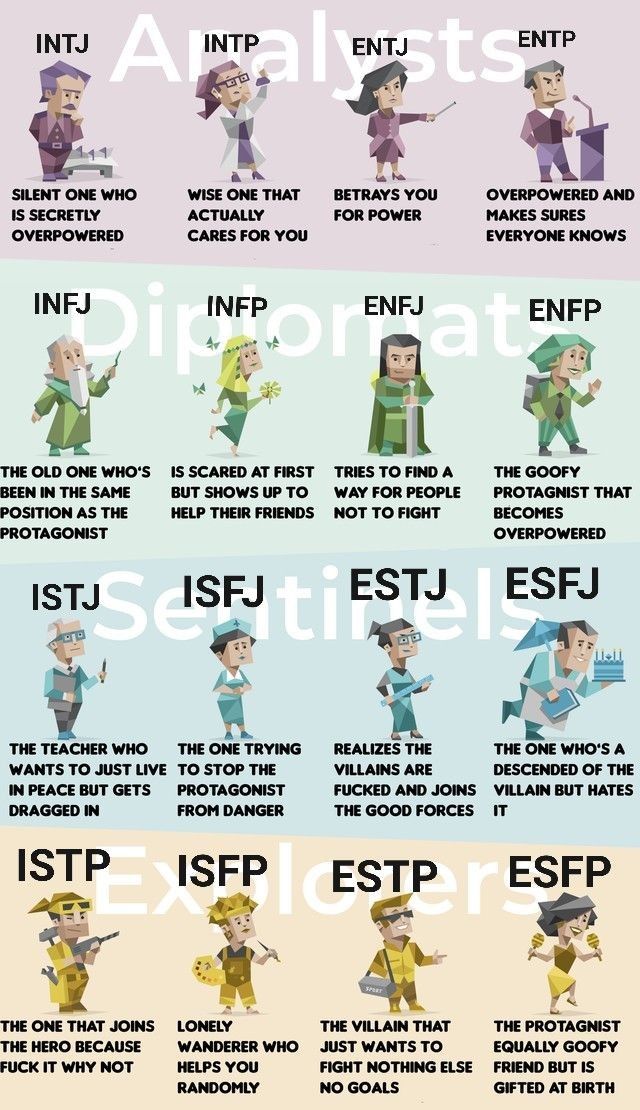 Analysts
INTJ
INTP
ENTJ
ENTP
SILENT ONE WHO
IS SECRETLY
OVERPOWERED
WISE ONE THAT
ACTUALLY
CARES FOR YOU
BETRAYS YOU
FOR POWER
OVERPOWERED AND
MAKES SURES
EVERYONE KNOWS
Diplomats
INFJ
INFP
ENFJ
ENFP
THE OLD ONE WHO'S
BEEN IN THE SAME
POSITION AS THE
PROTAGONIST
IS SCARED AT FIRST
BUT SHOWS UP TO
HELP THEIR FRIENDS
TRIES TO FIND A
WAY FOR PEOPLE
NOT TO FIGHT
THE GOOFY
PROTAGNIST THAT
BECOMES
OVERPOWERED
Sentinels
ISTJ
ISFJ
ESTJ
ESFJ
THE TEACHER WHO
WANTS TO JUST LIVE
IN PEACE BUT GETS
DRAGGED IN
THE ONE TRYING
TO STOP THE
PROTAGONIST
FROM DANGER
REALIZES THE
VILLAINS ARE
FUCKED AND JOINS
THE GOOD FORCES
THE ONE WHO'S A
DESCENDED OF THE
VILLAIN BUT HATES
IT
Explorers
ISTP
ISFP
ESTP
ESFP
SPORT
THE ONE THAT JOINS
THE HERO BECAUSE
FUCK IT WHY NOT
LONELY
WANDERER WHO
HELPS YOU
RANDOMLY
THE VILLAIN THAT
JUST WANTS TO
FIGHT NOTHING ELSE
NO GOALS
THE PROTAGNIST
EQUALLY GOOFY
FRIEND BUT IS
GIFTED AT BIRTH